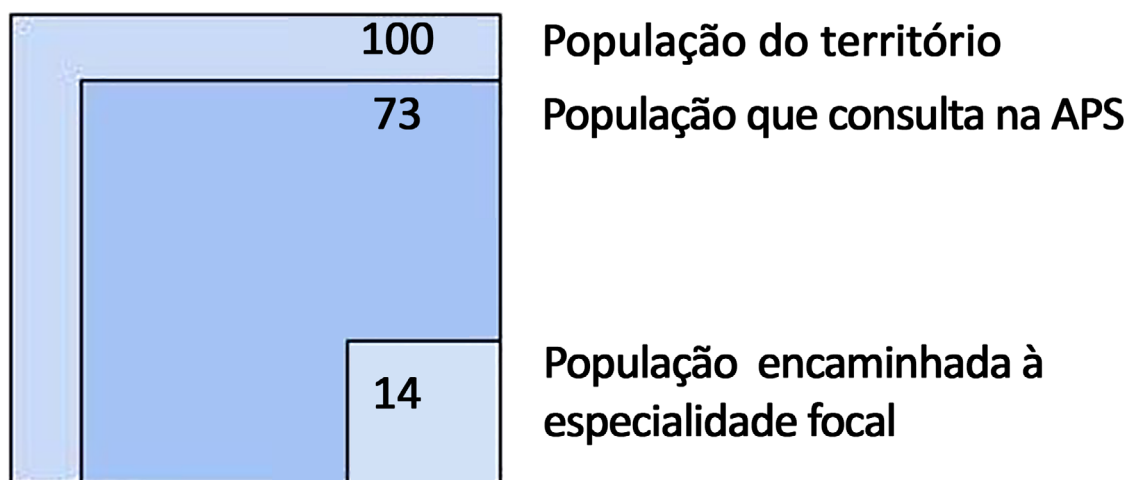 100 População do território
73 População que consulta na APS
14 População encaminhada à
especialidade focal